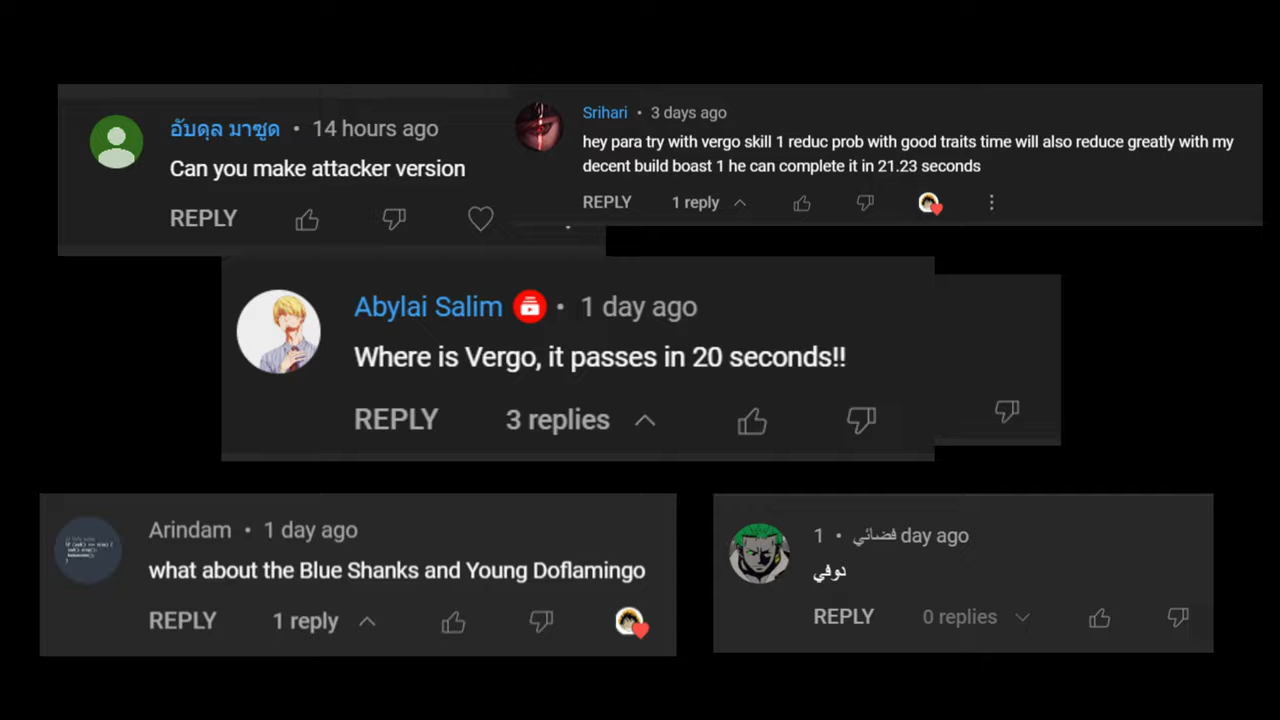 อับดุล มาซูด • 14 hours ago
Can you make attacker version
REPLY
Srihari • 3 days ago
hey para try with vergo skill 1 reduc prob with good traits time will also reduce greatly with my
decent build boast 1 he can complete it in 21.23 seconds
REPLY 1 reply
Abylai Salim • 1 day ago
Where is Vergo, it passes in 20 seconds!!
REPLY 3 replies
Arindam • 1 day ago
what about the Blue Shanks and Young Doflamingo
REPLY 1 reply
1 • فضائي day ago
دوفي
REPLY 0 replies